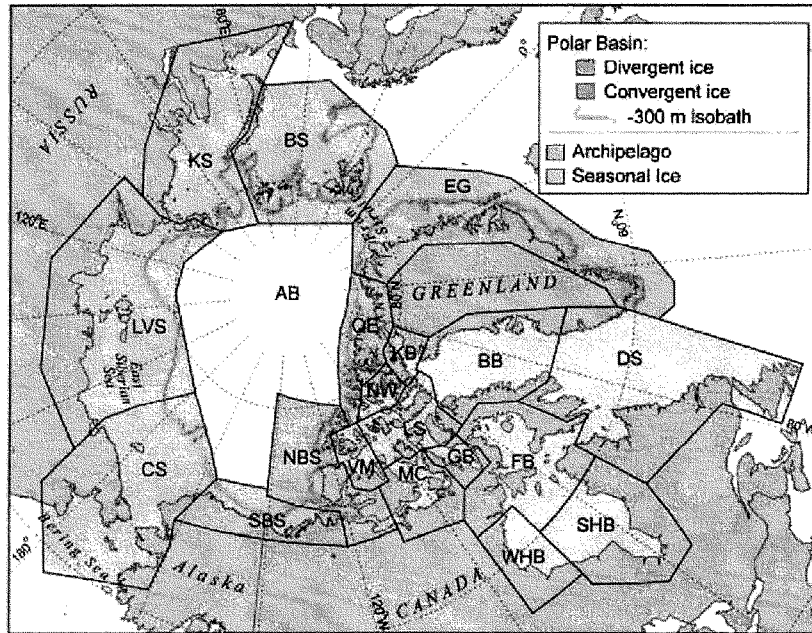 80°E
0°
Polar Basin:
Divergent ice
Convergent ice
-300 m Isobath
Archipelago
Seasonal Ice
RUSSIA
KS
BS
EG
120°E
60°N
AB
GREENLAND
80°N
LVS
East Siberian Sea
QE
KB
BB
DS
NW
80°W
CS
NBS
VM
LS
MC
GB
FB
SBS
SHB
WHB
Bering Sea
180°
Alaska
120°W
CANADA